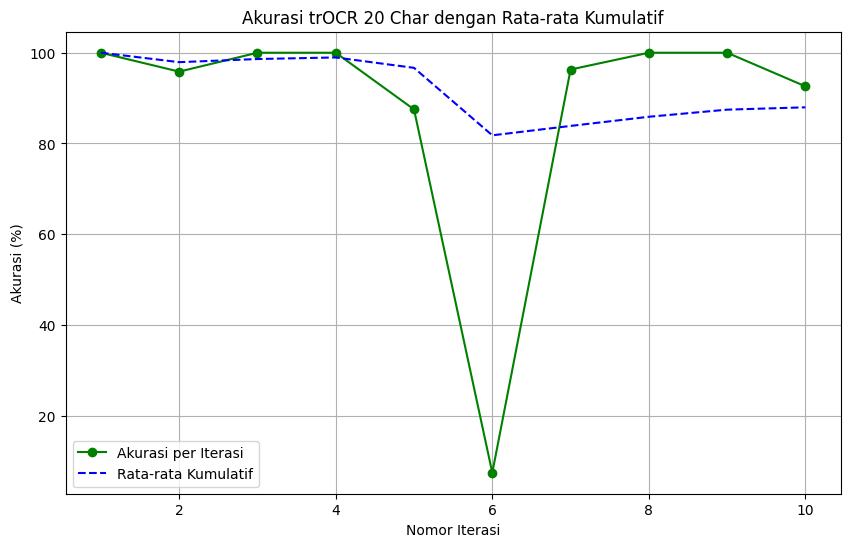 Akurasi trOCR 20 Char dengan Rata-rata Kumulatif
Akurasi (%)
100
80
60
40
20
Akurasi per Iterasi
Rata-rata Kumulatif
2 4 6 8 10
Nomor Iterasi